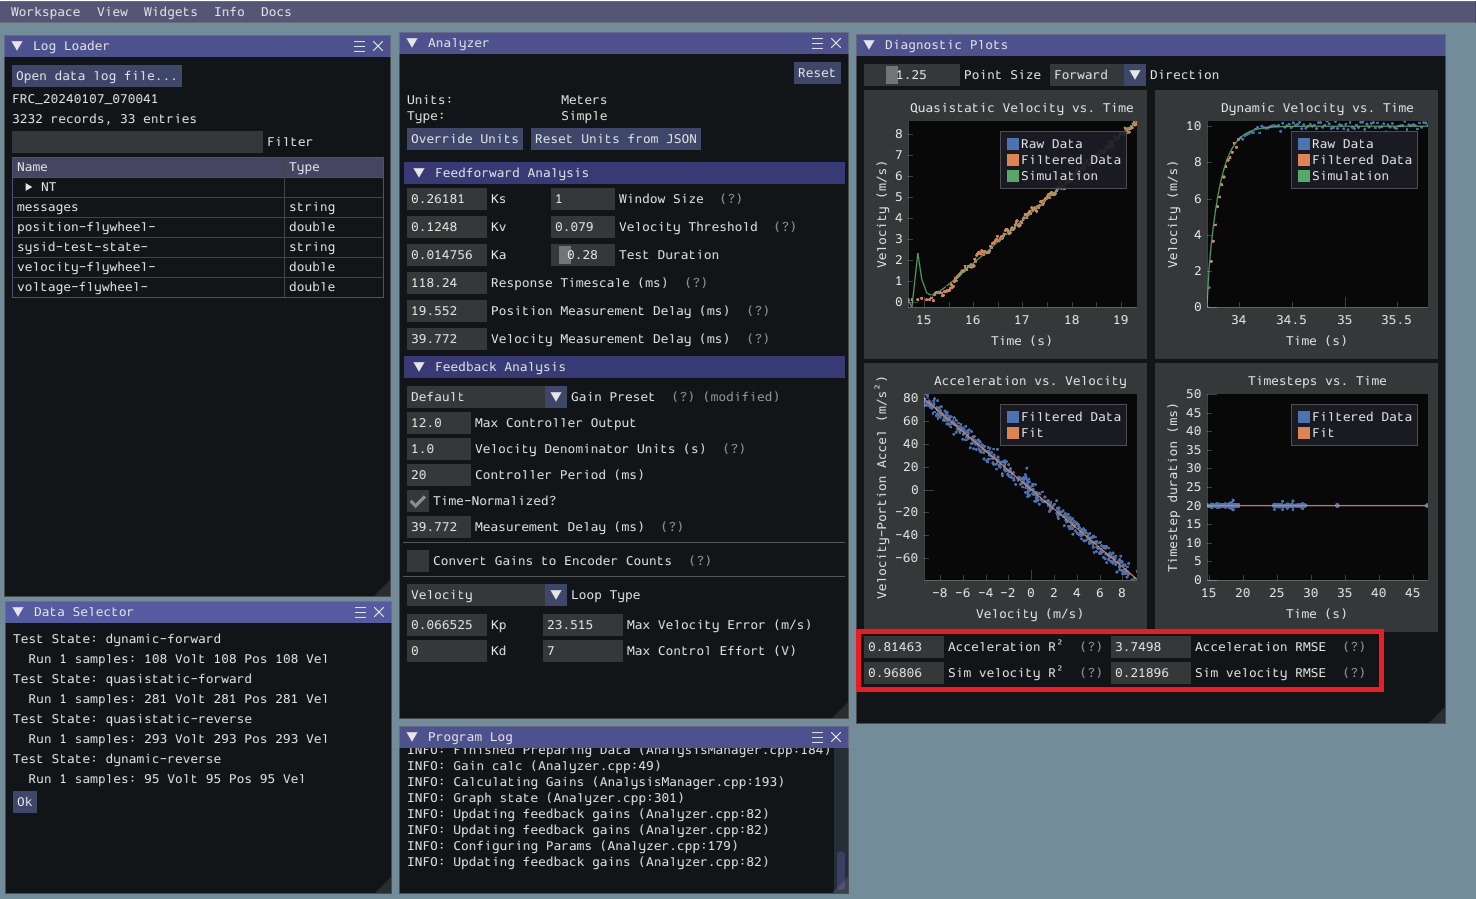 Workspace View Widgets Info Docs
Log Loader
Open data log file...
FRC_20240107_070041
3232 records, 33 entries
Filter
Name Type
NT
messages string
position-flywheel- double
sysid-test-state- string
velocity-flywheel- double
voltage-flywheel- double
Data Selector
Test State: dynamic-forward
Run 1 samples: 108 Volt 108 Pos 108 Vel
Test State: quasistatic-forward
Run 1 samples: 281 Volt 281 Pos 281 Vel
Test State: quasistatic-reverse
Run 1 samples: 293 Volt 293 Pos 293 Vel
Test State: dynamic-reverse
Run 1 samples: 95 Volt 95 Pos 95 Vel
Ok
Analyzer
Reset
Units: Meters
Type: Simple
Override Units Reset Units from JSON
Feedforward Analysis
0.26181 Ks 1 Window Size (?)
0.1248 Kv 0.079 Velocity Threshold (?)
0.014756 Ka 0.28 Test Duration
118.24 Response Timescale (ms) (?)
19.552 Position Measurement Delay (ms) (?)
39.772 Velocity Measurement Delay (ms) (?)
Feedback Analysis
Default Gain Preset (?) (modified)
12.0 Max Controller Output
1.0 Velocity Denominator Units (s) (?)
20 Controller Period (ms)
Time-Normalized?
39.772 Measurement Delay (ms) (?)
Convert Gains to Encoder Counts (?)
Velocity Loop Type
0.066525 Kp 23.515 Max Velocity Error (m/s)
0 Kd 7 Max Control Effort (V)
Program Log
INFO: Finished Preparing Data (AnalysisManager.cpp:184)
INFO: Gain calc (Analyzer.cpp:49)
INFO: Calculating Gains (AnalysisManager.cpp:193)
INFO: Graph state (Analyzer.cpp:301)
INFO: Updating feedback gains (Analyzer.cpp:82)
INFO: Updating feedback gains (Analyzer.cpp:82)
INFO: Configuring Params (Analyzer.cpp:179)
INFO: Updating feedback gains (Analyzer.cpp:82)
Diagnostic Plots
1.25 Point Size Forward Direction
Quasistatic Velocity vs. Time
Velocity (m/s)
8
7
6
5
4
3
2
1
0
Raw Data
Filtered Data
Simulation
15 16 17 18 19
Time (s)
Dynamic Velocity vs. Time
Velocity (m/s)
10
8
6
4
2
0
Raw Data
Filtered Data
Simulation
34 34.5 35 35.5
Time (s)
Acceleration vs. Velocity
Velocity-Portion Accel (m/s²)
80
60
40
20
0
-20
-40
-60
Filtered Data
Fit
-8 -6 -4 -2 0 2 4 6 8
Velocity (m/s)
Timesteps vs. Time
Timestep duration (ms)
50
45
40
35
30
25
20
15
10
5
0
Filtered Data
Fit
15 20 25 30 35 40 45
Time (s)
0.81463 Acceleration R² (?) 3.7498 Acceleration RMSE (?)
0.96806 Sim velocity R² (?) 0.21896 Sim velocity RMSE (?)